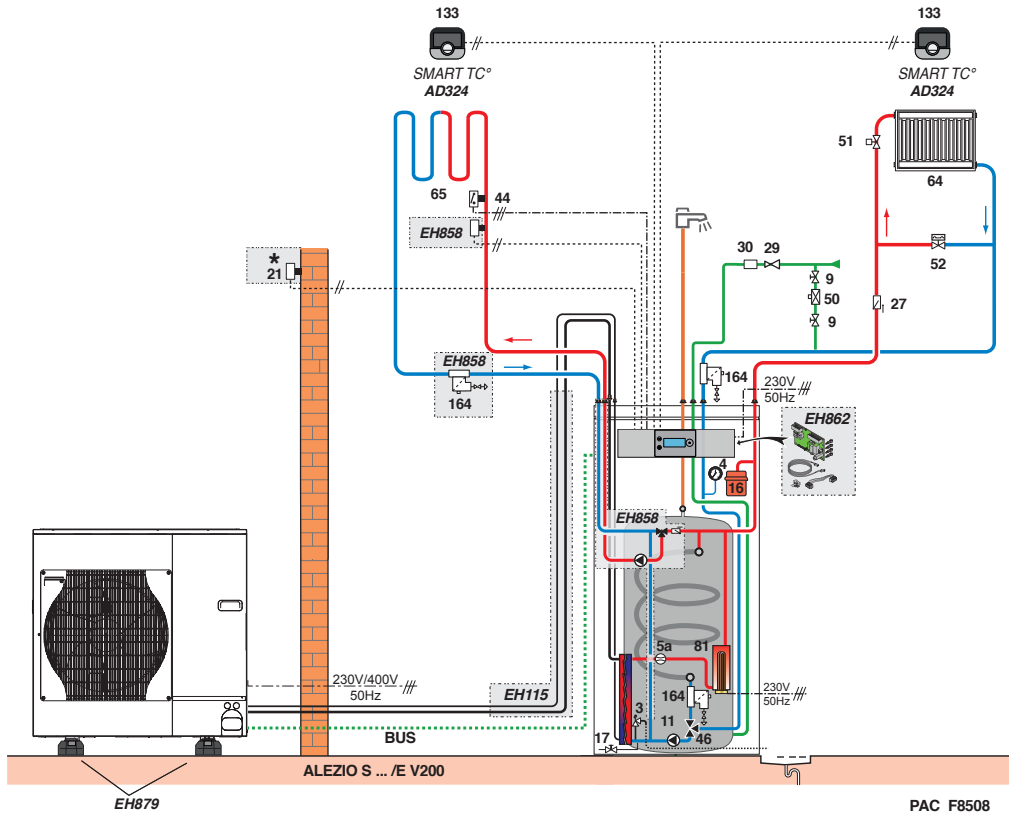 133
133
SMART TC°
AD324
SMART TC°
AD324
51
65
44
64
EH858
30
29
*
21
9
52
50
27
9
EH858
164
164
230V
50Hz
EH862
4
16
EH858
5a
81
230V/400V
50Hz
EH115
164
230V
50Hz
3
11
46
17
BUS
ALEZIO S ... /E V200
EH879
PAC F8508